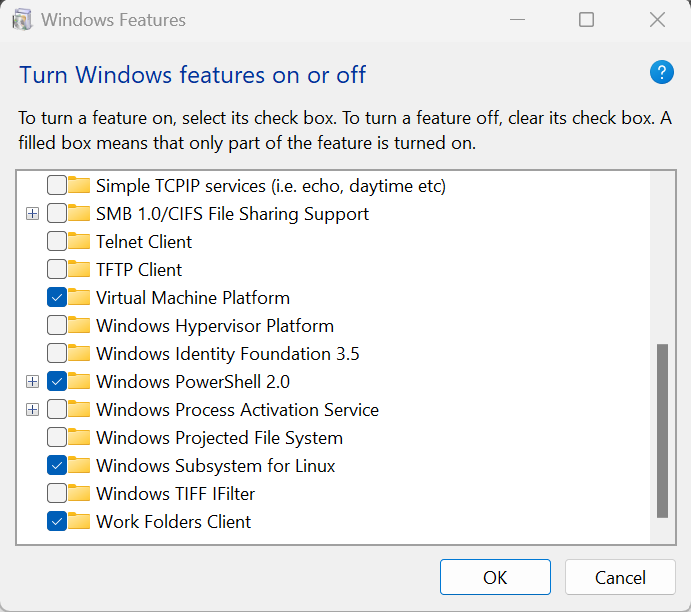 Windows Features
Turn Windows features on or off
?
To turn a feature on, select its check box. To turn a feature off, clear its check box. A
filled box means that only part of the feature is turned on.
Simple TCPIP services (i.e. echo, daytime etc)
SMB 1.0/CIFS File Sharing Support
Telnet Client
TFTP Client
Virtual Machine Platform
Windows Hypervisor Platform
Windows Identity Foundation 3.5
Windows PowerShell 2.0
Windows Process Activation Service
Windows Projected File System
Windows Subsystem for Linux
Windows TIFF IFilter
Work Folders Client
OK Cancel